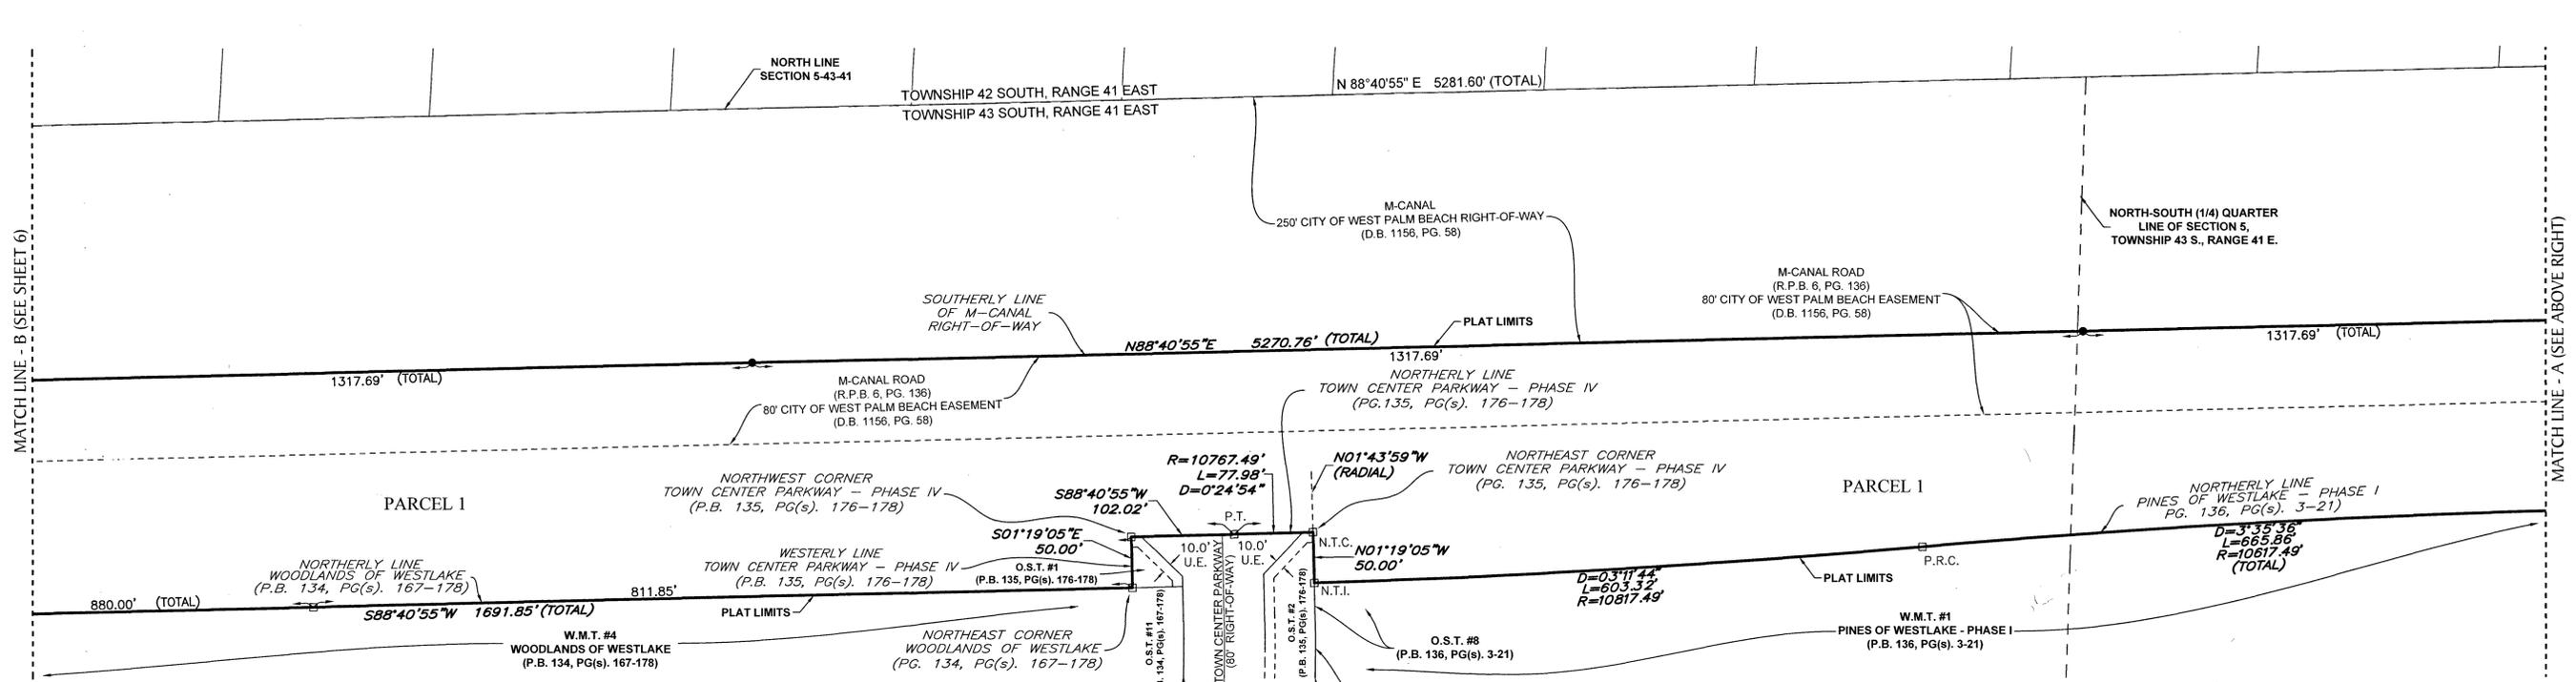 NORTH LINE
SECTION 5-43-41
TOWNSHIP 42 SOUTH, RANGE 41 EAST
TOWNSHIP 43 SOUTH, RANGE 41 EAST
N 88°40'55" E 5281.60' (TOTAL)
MATCH LINE - B (SEE SHEET 6)
MATCH LINE - A (SEE ABOVE RIGHT)
M-CANAL
250' CITY OF WEST PALM BEACH RIGHT-OF-WAY
(D.B. 1156, PG. 58)
NORTH-SOUTH (1/4) QUARTER
LINE OF SECTION 5,
TOWNSHIP 43 S., RANGE 41 E.
M-CANAL ROAD
(R.P.B. 6, PG. 136)
80' CITY OF WEST PALM BEACH EASEMENT
(D.B. 1156, PG. 58)
SOUTHERLY LINE
OF M-CANAL
RIGHT-OF-WAY
PLAT LIMITS
N88°40'55"E 5270.76' (TOTAL)
1317.69'
1317.69' (TOTAL)
1317.69' (TOTAL)
M-CANAL ROAD
(R.P.B. 6, PG. 136)
80' CITY OF WEST PALM BEACH EASEMENT
(D.B. 1156, PG. 58)
NORTHERLY LINE
TOWN CENTER PARKWAY – PHASE IV
(PG.135, PG(s). 176–178)
PARCEL 1
NORTHWEST CORNER
TOWN CENTER PARKWAY – PHASE IV
(P.B. 135, PG(s). 176–178)
R=10767.49'
L=77.98'
D=0°24'54"
N01°43'59"W
(RADIAL)
NORTHEAST CORNER
TOWN CENTER PARKWAY – PHASE IV
(PG. 135, PG(s). 176–178)
PARCEL 1
NORTHERLY LINE
PINES OF WESTLAKE – PHASE I
PG. 136, PG(s). 3–21)
D=3°35'36"
L=665.86'
R=10617.49'
(TOTAL)
S88°40'55"W
102.02'
P.T.
S01°19'05"E
50.00'
WESTERLY LINE
TOWN CENTER PARKWAY – PHASE IV
(P.B. 135, PG(s). 176–178)
O.S.T. #1
(P.B. 135, PG(s). 176-178)
10.0'
U.E.
10.0'
U.E.
N.T.C.
N01°19'05"W
50.00'
N.T.I.
P.R.C.
PLAT LIMITS
D=03°11'44"
L=603.32'
R=10817.49'
NORTHERLY LINE
WOODLANDS OF WESTLAKE
(P.B. 134, PG(s). 167–178)
880.00' (TOTAL)
811.85'
S88°40'55"W 1691.85' (TOTAL)
PLAT LIMITS
W.M.T. #4
WOODLANDS OF WESTLAKE
(P.B. 134, PG(s). 167-178)
NORTHEAST CORNER
WOODLANDS OF WESTLAKE
(PG. 134, PG(s). 167–178)
O.S.T. #11
134, PG(s). 167-178)
TOWN CENTER PARKWAY
(80' RIGHT-OF-WAY)
O.S.T. #2
(P.B. 135, PG(s). 176-178)
O.S.T. #8
(P.B. 136, PG(s). 3-21)
W.M.T. #1
PINES OF WESTLAKE - PHASE I
(P.B. 136, PG(s). 3-21)